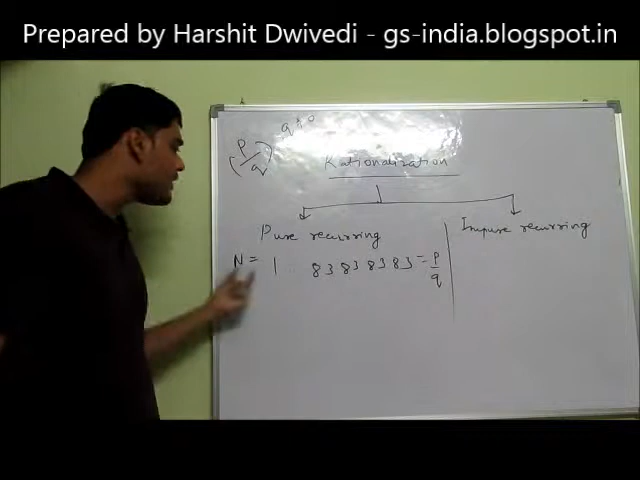 Prepared by Harshit Dwivedi - gs-india.blogspot.in
(p/q) q≠0
Rationalization
Pure recurring
Impure recurring
N = 1. 83838383 = p/q